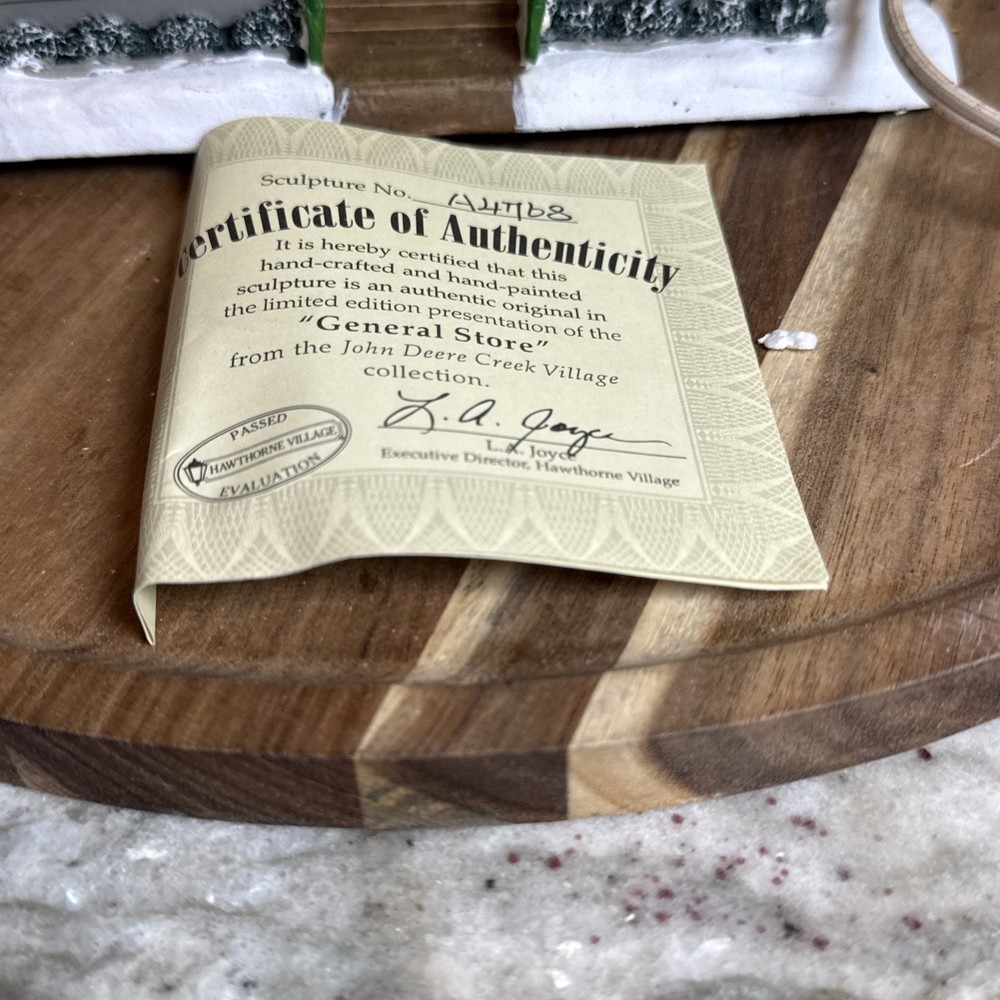 Sculpture No. A4768
Certificate of Authenticity
It is hereby certified that this
hand-crafted and hand-painted
sculpture is an authentic original in
the limited edition presentation of the
"General Store"
from the John Deere Creek Village
collection.
L. A. Joyce
L.A. Joyce
Executive Director, Hawthorne Village
PASSED
HAWTHORNE VILLAGE
EVALUATION